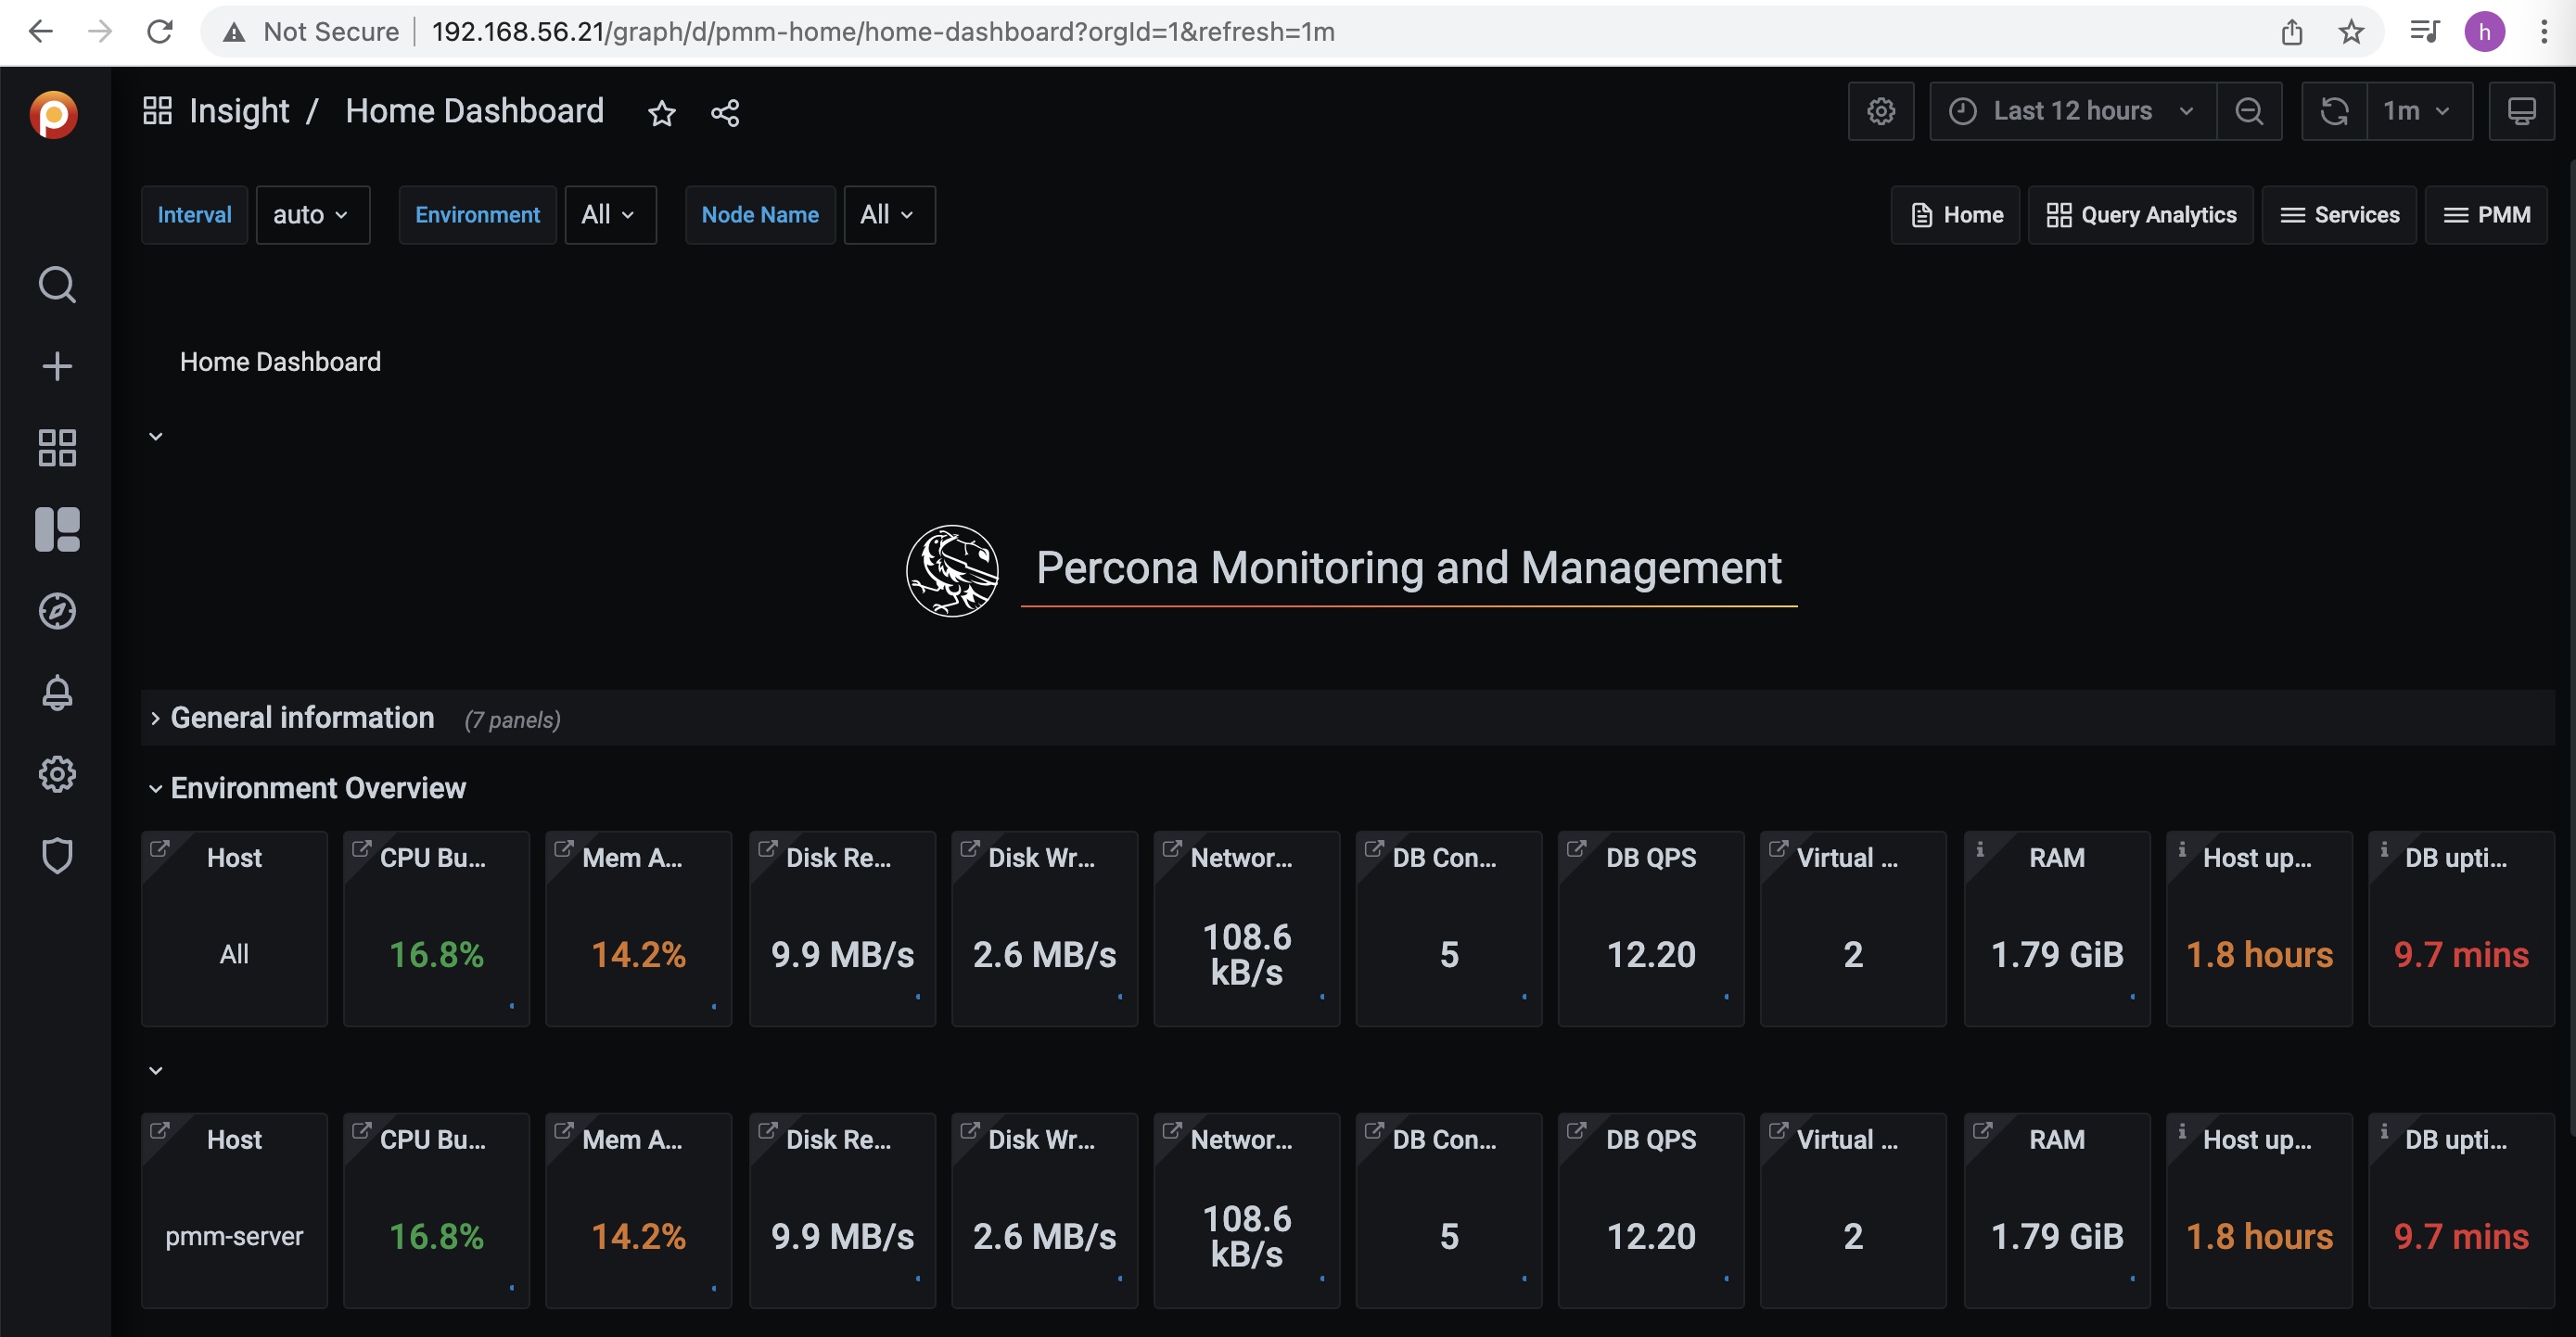 Not Secure 192.168.56.21/graph/d/pmm-home/home-dashboard?orgId=1&refresh=1m h
Insight / Home Dashboard Last 12 hours 1m
Interval auto Environment All Node Name All Home Query Analytics Services PMM
Home Dashboard
Percona Monitoring and Management
General information (7 panels)
Environment Overview
Host CPU Bu... Mem A... Disk Re... Disk Wr... Networ... DB Con... DB QPS Virtual ... RAM Host up... DB upti...
All 16.8% 14.2% 9.9 MB/s 2.6 MB/s 108.6 kB/s 5 12.20 2 1.79 GiB 1.8 hours 9.7 mins
Host CPU Bu... Mem A... Disk Re... Disk Wr... Networ... DB Con... DB QPS Virtual ... RAM Host up... DB upti...
pmm-server 16.8% 14.2% 9.9 MB/s 2.6 MB/s 108.6 kB/s 5 12.20 2 1.79 GiB 1.8 hours 9.7 mins